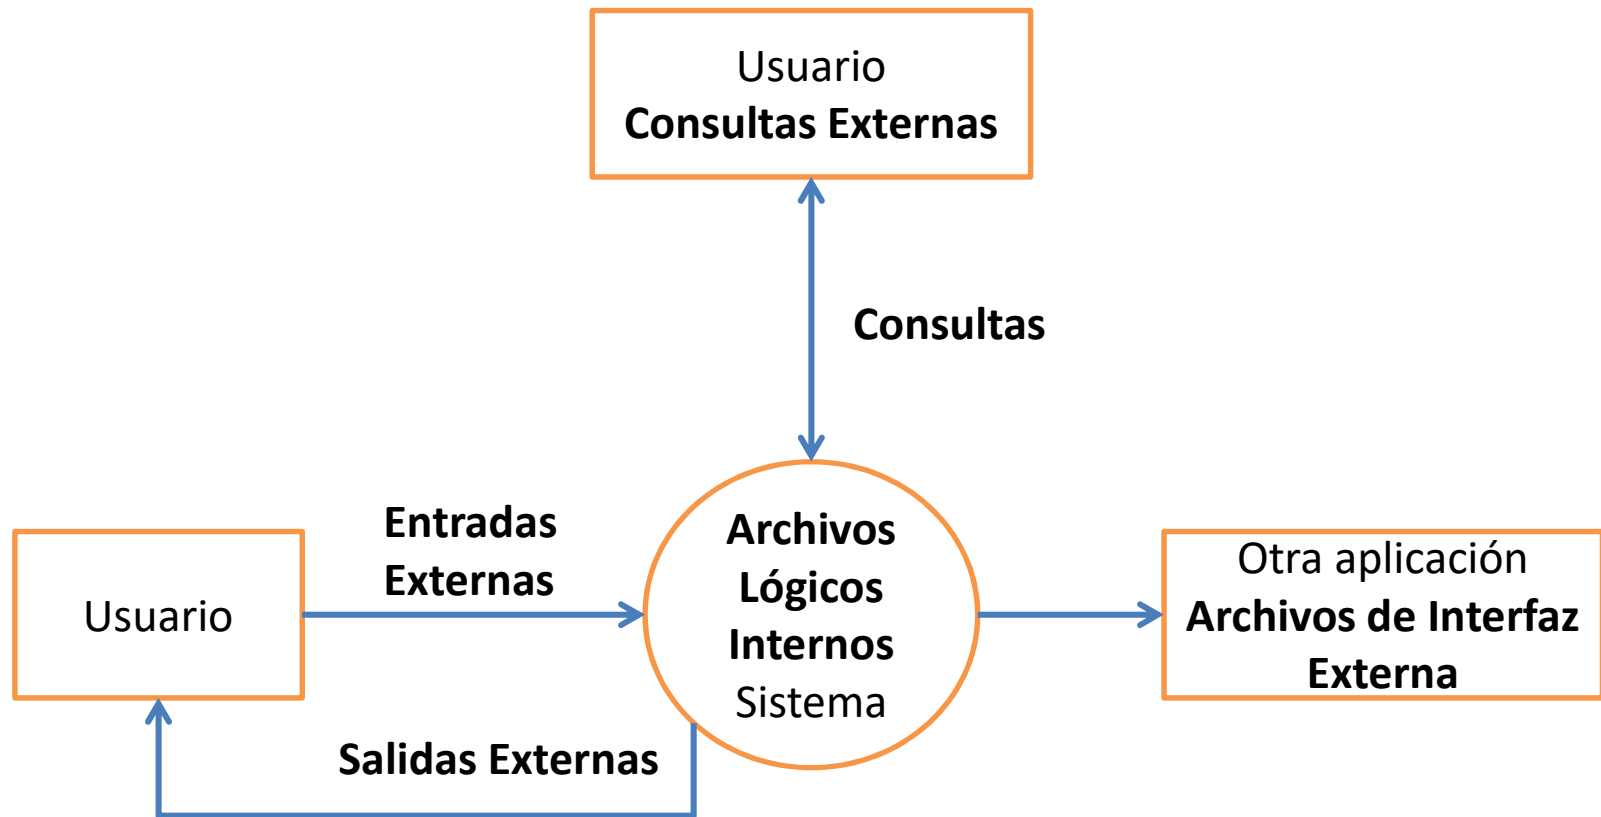 Usuario
Consultas Externas
Consultas
Entradas
Externas
Usuario
Archivos
Lógicos
Internos
Sistema
Otra aplicación
Archivos de Interfaz
Externa
Salidas Externas